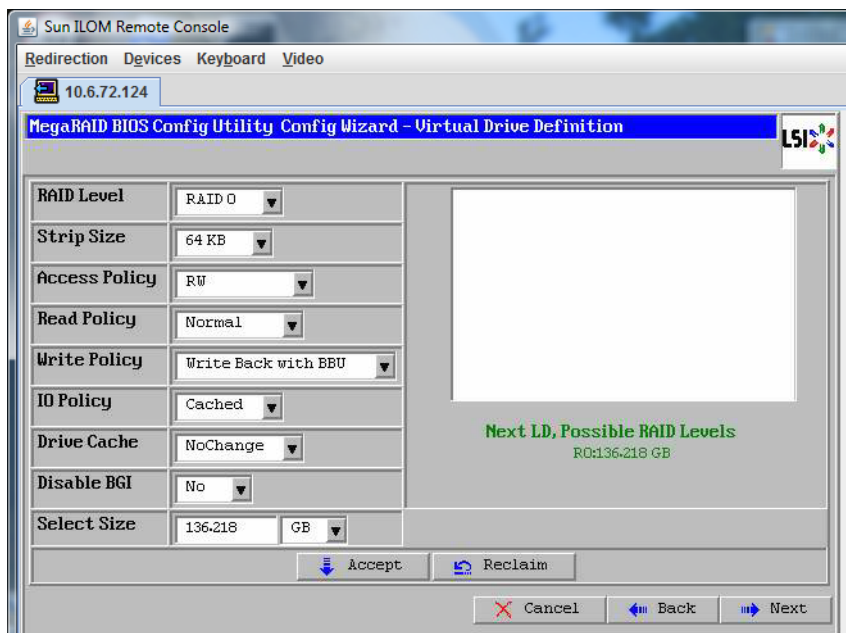 Sun ILOM Remote Console
Redirection Devices Keyboard Video
10.6.72.124
MegaRAID BIOS Config Utility Config Wizard - Virtual Drive Definition
LSI
RAID Level RAID 0
Strip Size 64 KB
Access Policy RW
Read Policy Normal
Write Policy Write Back with BBU
IO Policy Cached
Drive Cache NoChange
Disable BGI No
Select Size 136.218 GB
Next LD, Possible RAID Levels
R0:136.218 GB
Accept Reclaim
Cancel Back Next